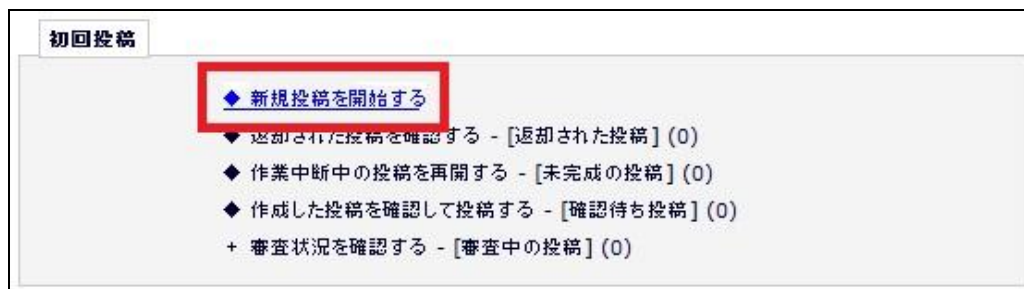 初回投稿
◆ 新規投稿を開始する
◆ 返却された投稿を確認する - [返却された投稿] (0)
◆ 作業中断中の投稿を再開する - [未完成の投稿] (0)
◆ 作成した投稿を確認して投稿する - [確認待ち投稿] (0)
+ 審査状況を確認する - [審査中の投稿] (0)